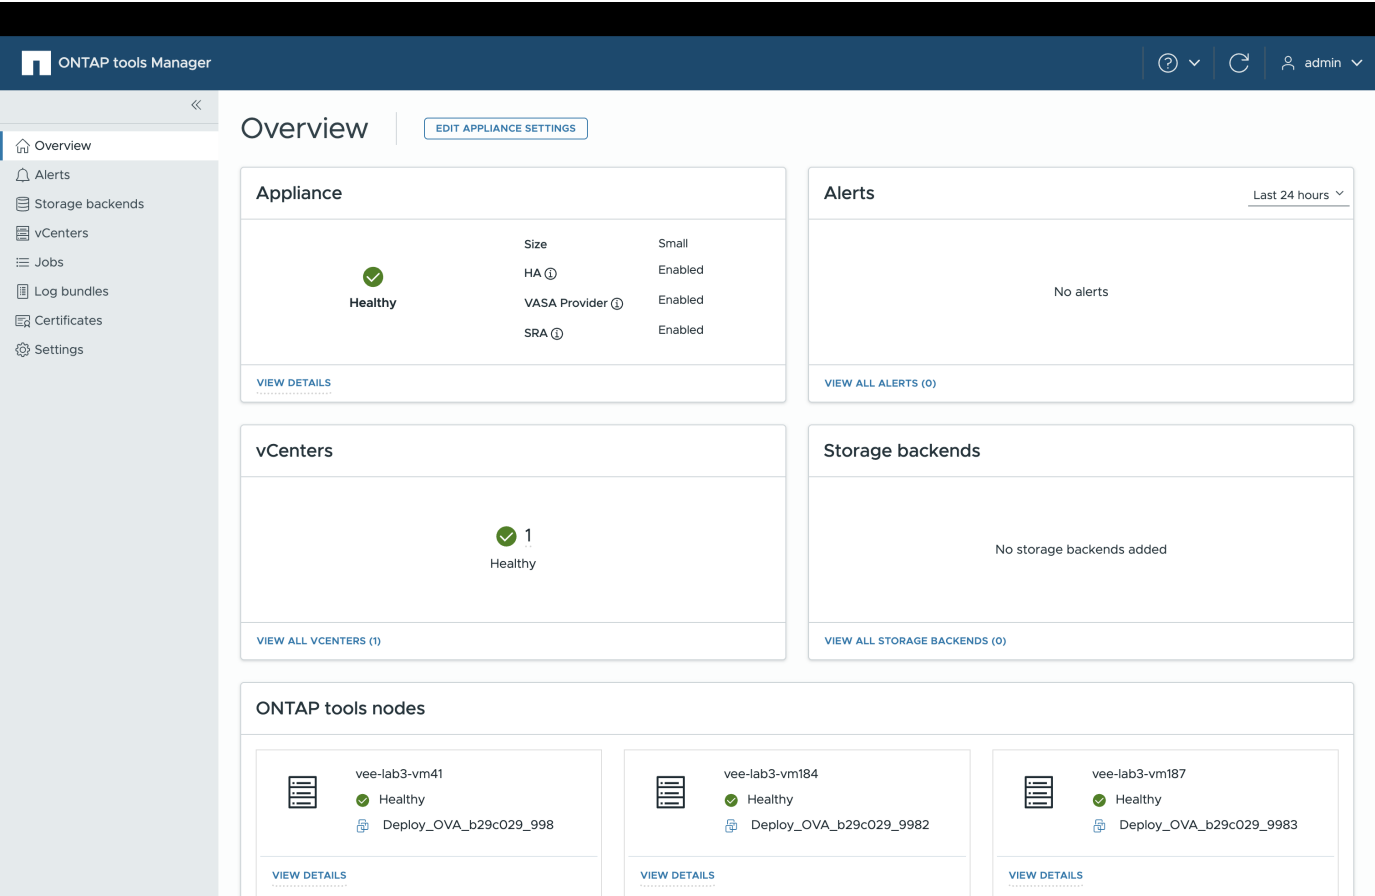 ONTAP tools Manager
admin
Overview
Alerts
Storage backends
vCenters
Jobs
Log bundles
Certificates
Settings
Overview
EDIT APPLIANCE SETTINGS
Appliance
Healthy
Size Small
HA Enabled
VASA Provider Enabled
SRA Enabled
VIEW DETAILS
Alerts
Last 24 hours
No alerts
VIEW ALL ALERTS (0)
vCenters
1
Healthy
VIEW ALL VCENTERS (1)
Storage backends
No storage backends added
VIEW ALL STORAGE BACKENDS (0)
ONTAP tools nodes
vee-lab3-vm41
Healthy
Deploy_OVA_b29c029_998
VIEW DETAILS
vee-lab3-vm184
Healthy
Deploy_OVA_b29c029_9982
VIEW DETAILS
vee-lab3-vm187
Healthy
Deploy_OVA_b29c029_9983
VIEW DETAILS